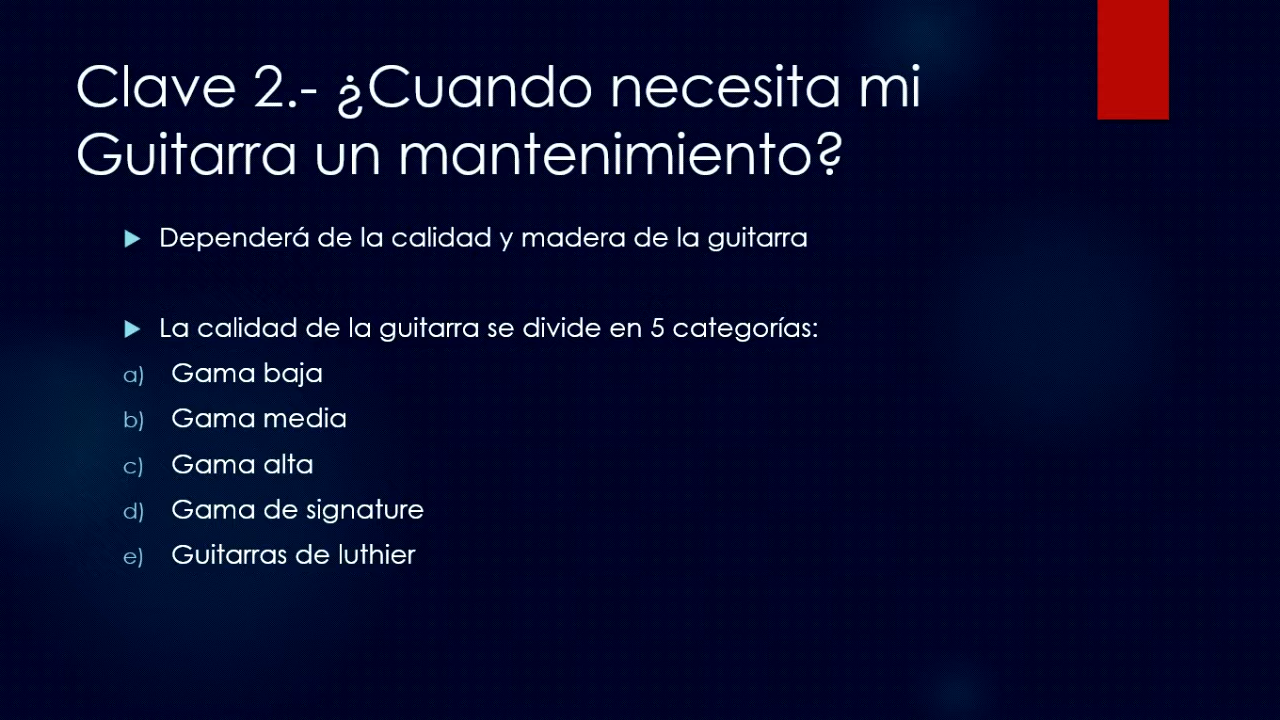 Clave 2.- ¿Cuando necesita mi
Guitarra un mantenimiento?
Dependerá de la calidad y madera de la guitarra
La calidad de la guitarra se divide en 5 categorías:
a) Gama baja
b) Gama media
c) Gama alta
d) Gama de signature
e) Guitarras de luthier